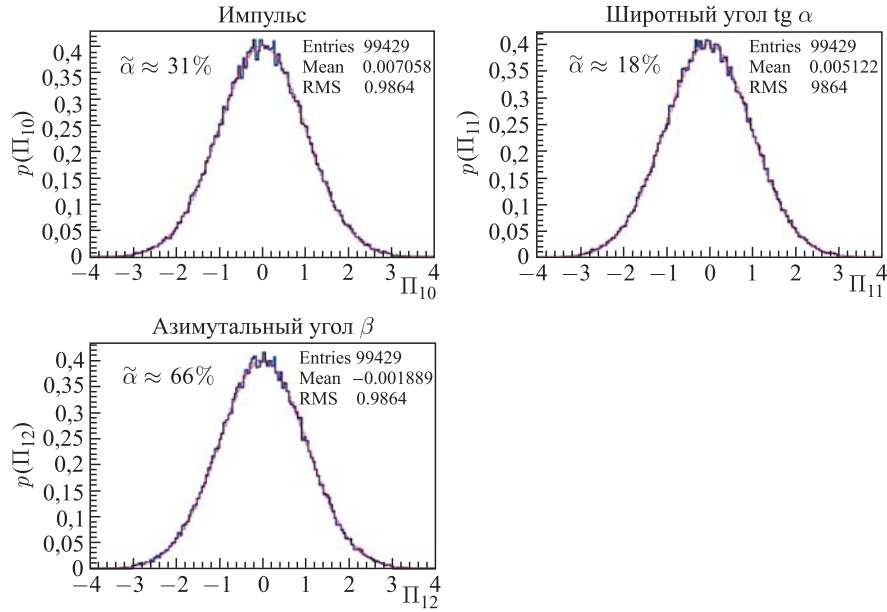 Импульс
α̃ ≈ 31%
Entries 99429
Mean 0.007058
RMS 0.9864
p(Π₁₀)
0,4
0,35
0,3
0,25
0,2
0,15
0,1
0,05
0
−4 −3 −2 −1 0 1 2 3 4
Π₁₀
Широтный угол tg α
α̃ ≈ 18%
Entries 99429
Mean 0.005122
RMS 9864
p(Π₁₁)
0,4
0,35
0,3
0,25
0,2
0,15
0,1
0,05
0
−4 −3 −2 −1 0 1 2 3 4
Π₁₁
Азимутальный угол β
α̃ ≈ 66%
Entries 99429
Mean −0.001889
RMS 0.9864
p(Π₁₂)
0,4
0,35
0,3
0,25
0,2
0,15
0,1
0,05
0
−4 −3 −2 −1 0 1 2 3 4
Π₁₂